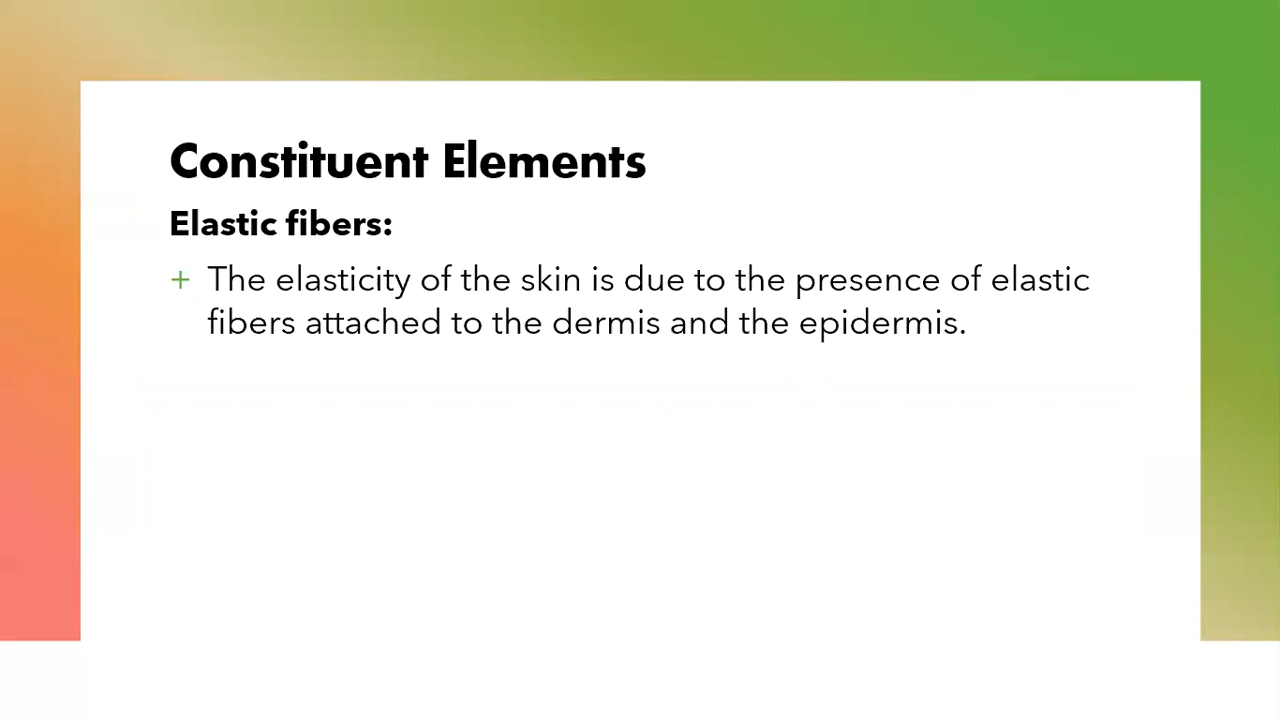 Constituent Elements
Elastic fibers:
+ The elasticity of the skin is due to the presence of elastic
fibers attached to the dermis and the epidermis.